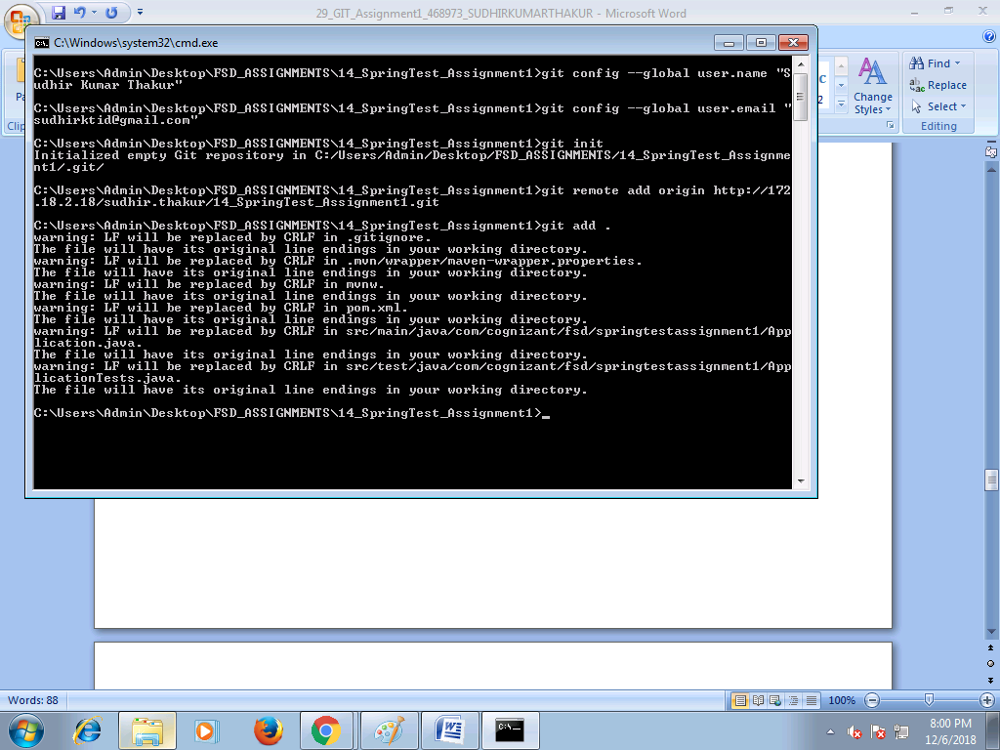 29_GIT_Assignment1_468973_SUDHIRKUMARTHAKUR - Microsoft Word
C:\Windows\system32\cmd.exe
C:\Users\Admin\Desktop\FSD_ASSIGNMENTS\14_SpringTest_Assignment1>git config --global user.name "S
udhir Kumar Thakur"
C:\Users\Admin\Desktop\FSD_ASSIGNMENTS\14_SpringTest_Assignment1>git config --global user.email "
sudhirktid@gmail.com"
C:\Users\Admin\Desktop\FSD_ASSIGNMENTS\14_SpringTest_Assignment1>git init
Initialized empty Git repository in C:/Users/Admin/Desktop/FSD_ASSIGNMENTS/14_SpringTest_Assignme
nt1/.git/
C:\Users\Admin\Desktop\FSD_ASSIGNMENTS\14_SpringTest_Assignment1>git remote add origin http://172
.18.2.18/sudhir.thakur/14_SpringTest_Assignment1.git
C:\Users\Admin\Desktop\FSD_ASSIGNMENTS\14_SpringTest_Assignment1>git add .
warning: LF will be replaced by CRLF in .gitignore.
The file will have its original line endings in your working directory.
warning: LF will be replaced by CRLF in .mvn/wrapper/maven-wrapper.properties.
The file will have its original line endings in your working directory.
warning: LF will be replaced by CRLF in mvnw.
The file will have its original line endings in your working directory.
warning: LF will be replaced by CRLF in pom.xml.
The file will have its original line endings in your working directory.
warning: LF will be replaced by CRLF in src/main/java/com/cognizant/fsd/springtestassignment1/App
lication.java.
The file will have its original line endings in your working directory.
warning: LF will be replaced by CRLF in src/test/java/com/cognizant/fsd/springtestassignment1/App
licationTests.java.
The file will have its original line endings in your working directory.
C:\Users\Admin\Desktop\FSD_ASSIGNMENTS\14_SpringTest_Assignment1>_
Pa
Clip
C
2
Change
Styles
Find
Replace
Select
Editing
Words: 88
100%
C:\_
8:00 PM
12/6/2018